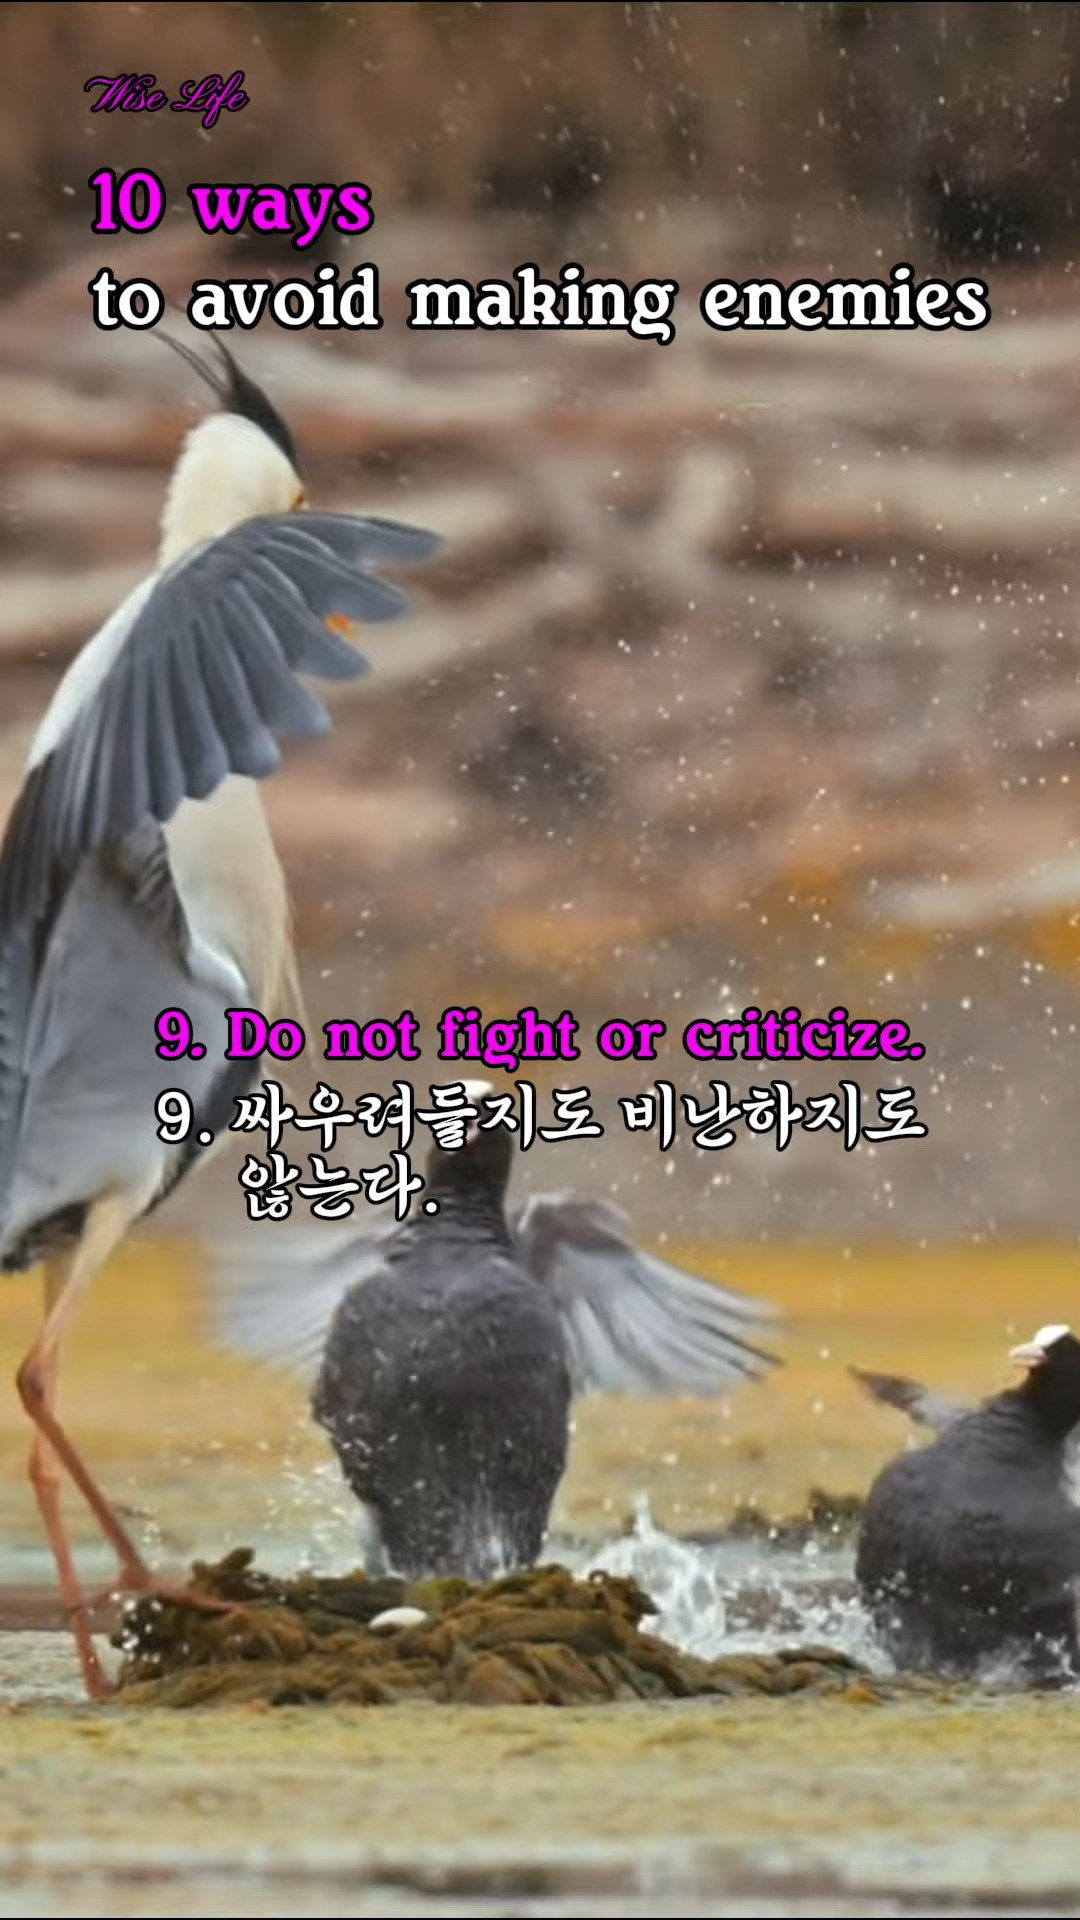 Wise Life
10 ways
to avoid making enemies
9. Do not fight or criticize.
9. 싸우려들지도 비난하지도
않는다.